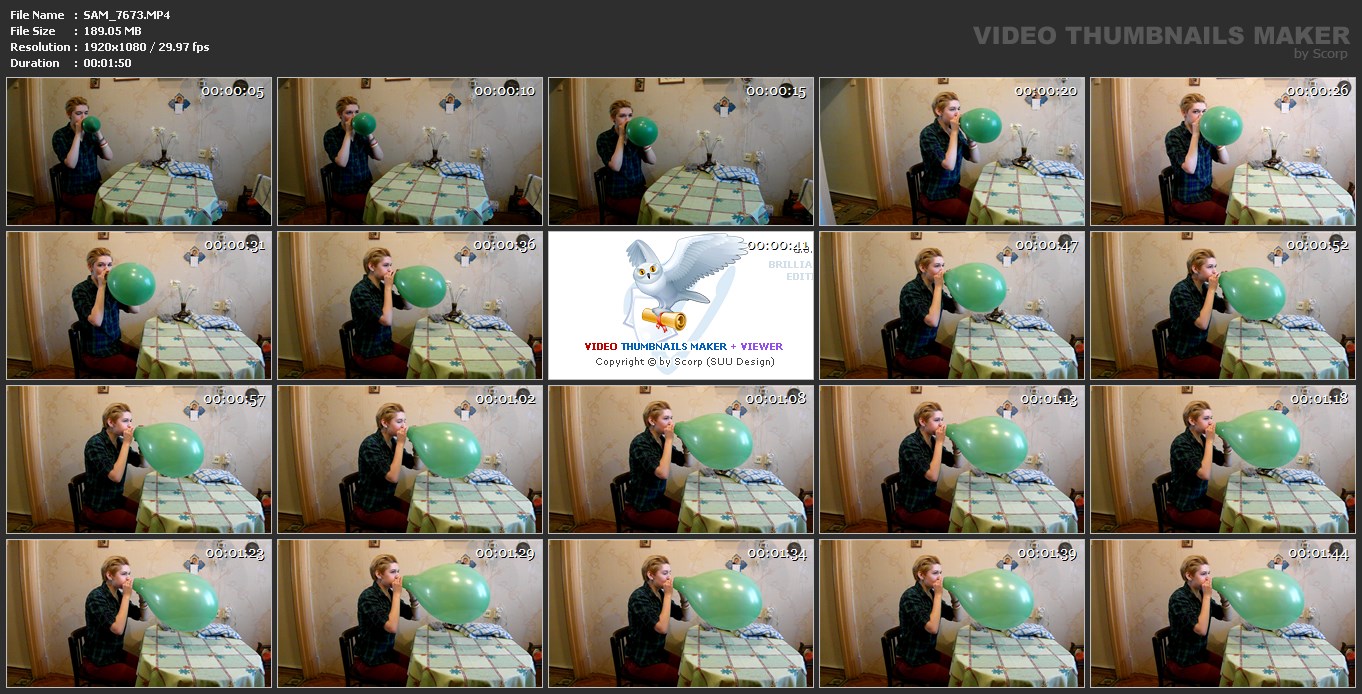 File Name : SAM_7673.MP4
File Size : 189.05 MB
Resolution : 1920x1080 / 29.97 fps
Duration : 00:01:50
VIDEO THUMBNAILS MAKER
by Scorp
00:00:05
00:00:10
00:00:15
00:00:20
00:00:26
00:00:31
00:00:36
00:00:41
BRILLIA
EDIT
VIDEO THUMBNAILS MAKER + VIEWER
Copyright © by Scorp (SUU Design)
00:00:47
00:00:52
00:00:57
00:01:02
00:01:08
00:01:13
00:01:18
00:01:23
00:01:29
00:01:34
00:01:39
00:01:44